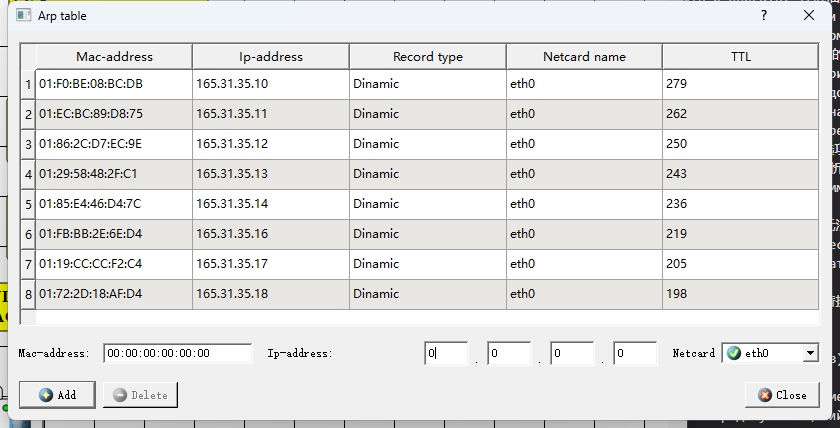 Arp table
Mac-address Ip-address Record type Netcard name TTL
1 01:F0:BE:08:BC:DB 165.31.35.10 Dinamic eth0 279
2 01:EC:BC:89:D8:75 165.31.35.11 Dinamic eth0 262
3 01:86:2C:D7:EC:9E 165.31.35.12 Dinamic eth0 250
4 01:29:58:48:2F:C1 165.31.35.13 Dinamic eth0 243
5 01:85:E4:46:D4:7C 165.31.35.14 Dinamic eth0 236
6 01:FB:BB:2E:6E:D4 165.31.35.16 Dinamic eth0 219
7 01:19:CC:CC:F2:C4 165.31.35.17 Dinamic eth0 205
8 01:72:2D:18:AF:D4 165.31.35.18 Dinamic eth0 198
Mac-address: 00:00:00:00:00:00 Ip-address: 0 . 0 . 0 . 0 Netcard eth0
Add Delete Close